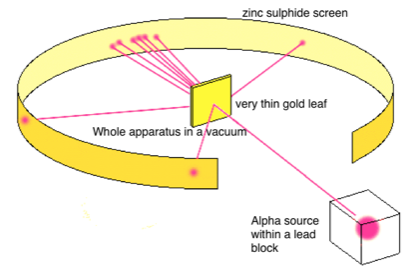 zinc sulphide screen
very thin gold leaf
Whole apparatus in a vacuum
Alpha source
within a lead
block